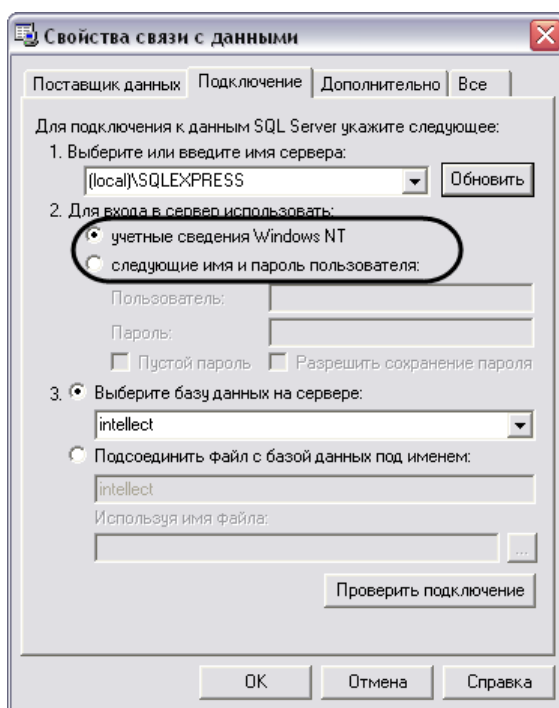 Свойства связи с данными
Поставщик данных Подключение Дополнительно Все
Для подключения к данным SQL Server укажите следующее:
1. Выберите или введите имя сервера:
(local)\SQLEXPRESS Обновить
2. Для входа в сервер использовать:
учетные сведения Windows NT
следующие имя и пароль пользователя:
Пользователь:
Пароль:
Пустой пароль Разрешить сохранение пароля
3. Выберите базу данных на сервере:
intellect
Подсоединить файл с базой данных под именем:
intellect
Используя имя файла:
...
Проверить подключение
OK Отмена Справка